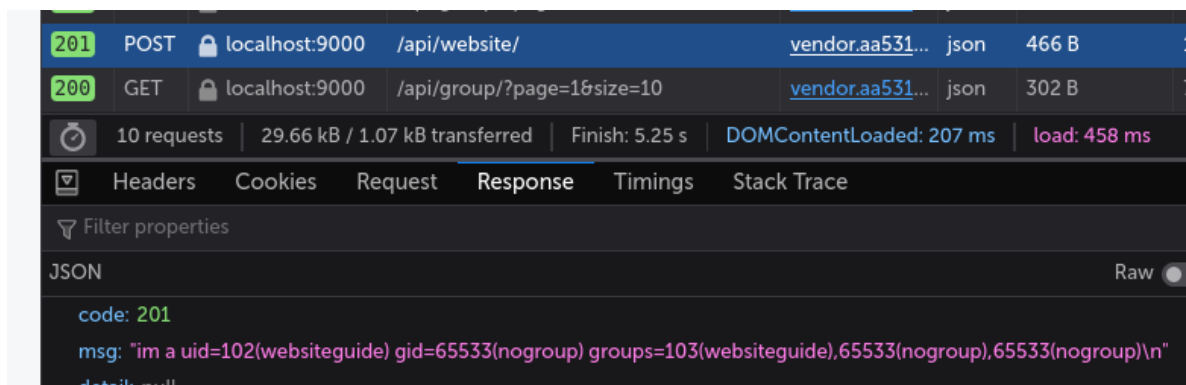 201 POST localhost:9000 /api/website/ vendor.aa531... json 466 B
200 GET localhost:9000 /api/group/?page=1&size=10 vendor.aa531... json 302 B
10 requests 29.66 kB / 1.07 kB transferred Finish: 5.25 s DOMContentLoaded: 207 ms load: 458 ms
Headers Cookies Request Response Timings Stack Trace
Filter properties
JSON Raw
code: 201
msg: "im a uid=102(websiteguide) gid=65533(nogroup) groups=103(websiteguide),65533(nogroup),65533(nogroup)\n"